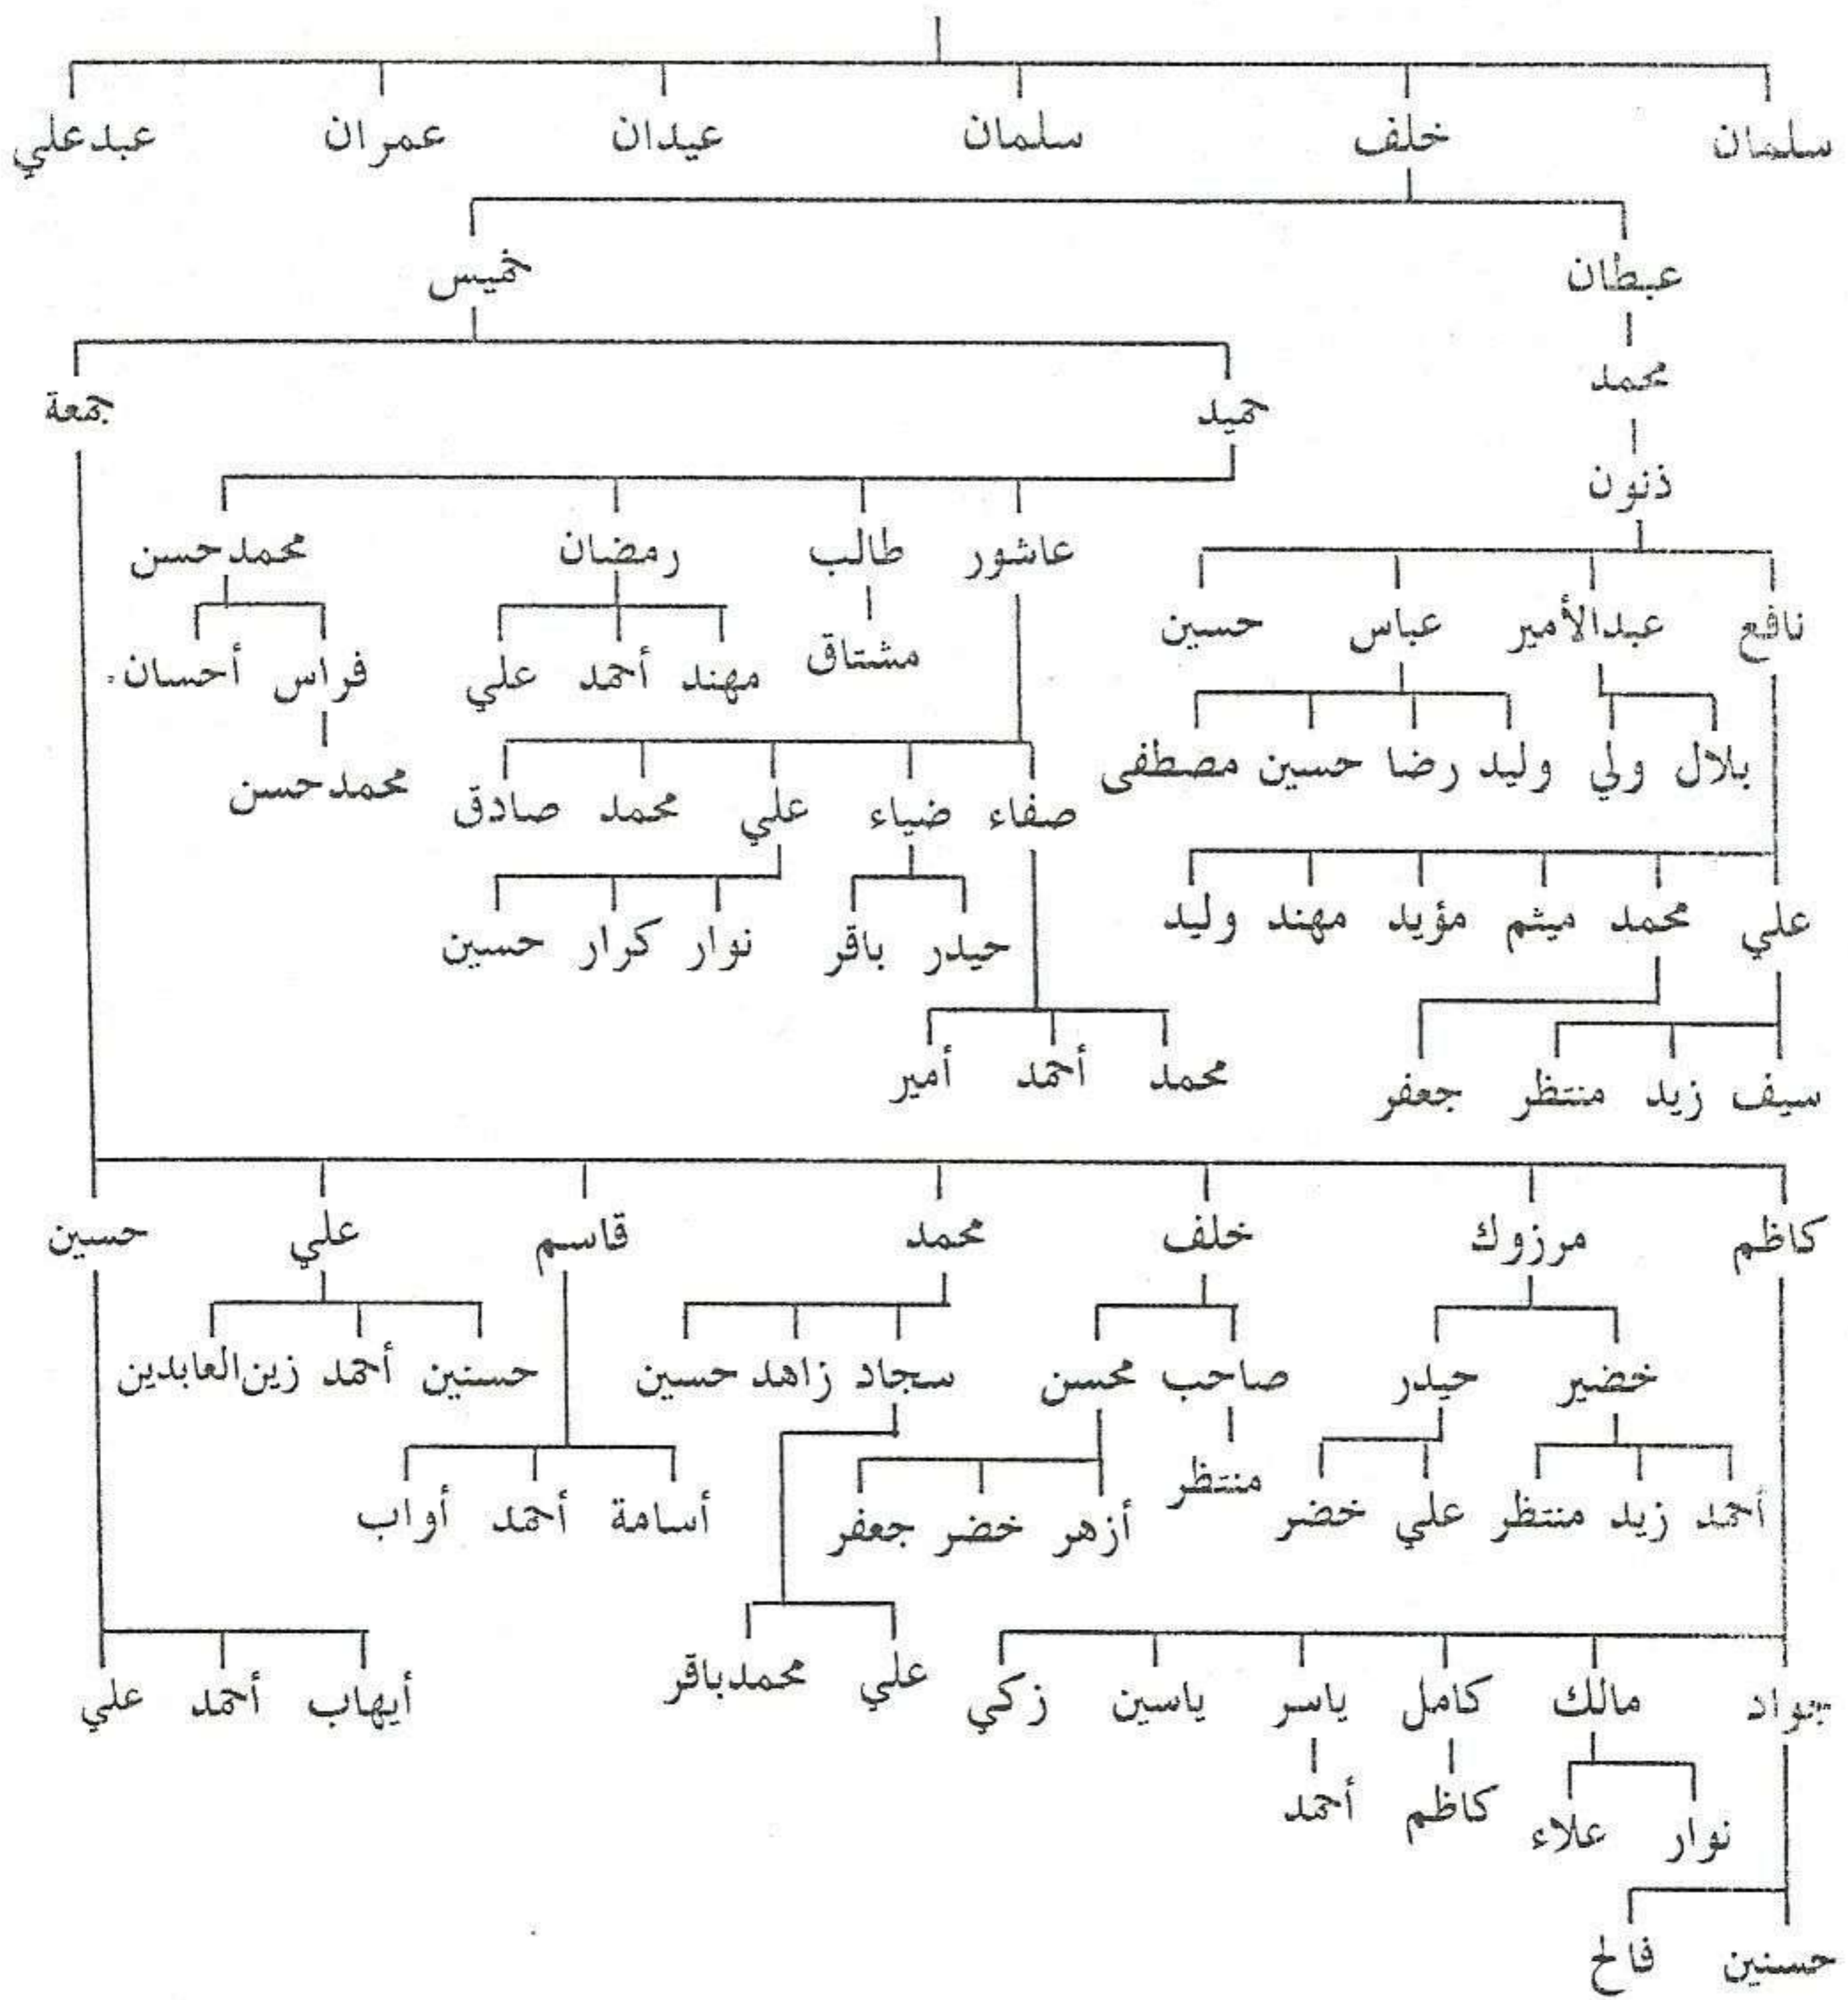 سلمان خلف سلمان عيدان عمران عبدعلي
عبطان خميس
محمد
حميد جمعة
ذنون
عاشور طالب رمضان محمدحسن
نافع عبدالأمير عباس حسين
مشتاق مهند أحمد علي فراس أحسان
بلال ولي وليد رضا حسين مصطفى
محمدحسن
صفاء ضياء علي محمد صادق
علي محمد ميثم مؤيد مهند وليد
حيدر باقر نوار كرار حسين
محمد أحمد أمير
سيف زيد منتظر جعفر
كاظم مرزوك خلف محمد قاسم علي حسين
خضير حيدر صاحب محسن سجاد زاهد حسين حسنين أحمد زين العابدين
منتظر
أحمد زيد منتظر علي خضر أزهر خضر جعفر أسامة أحمد أواب
علي محمدباقر
جواد مالك كامل ياسر ياسين زكي أيهاب أحمد علي
نوار علاء كاظم أحمد
حسنين فالح